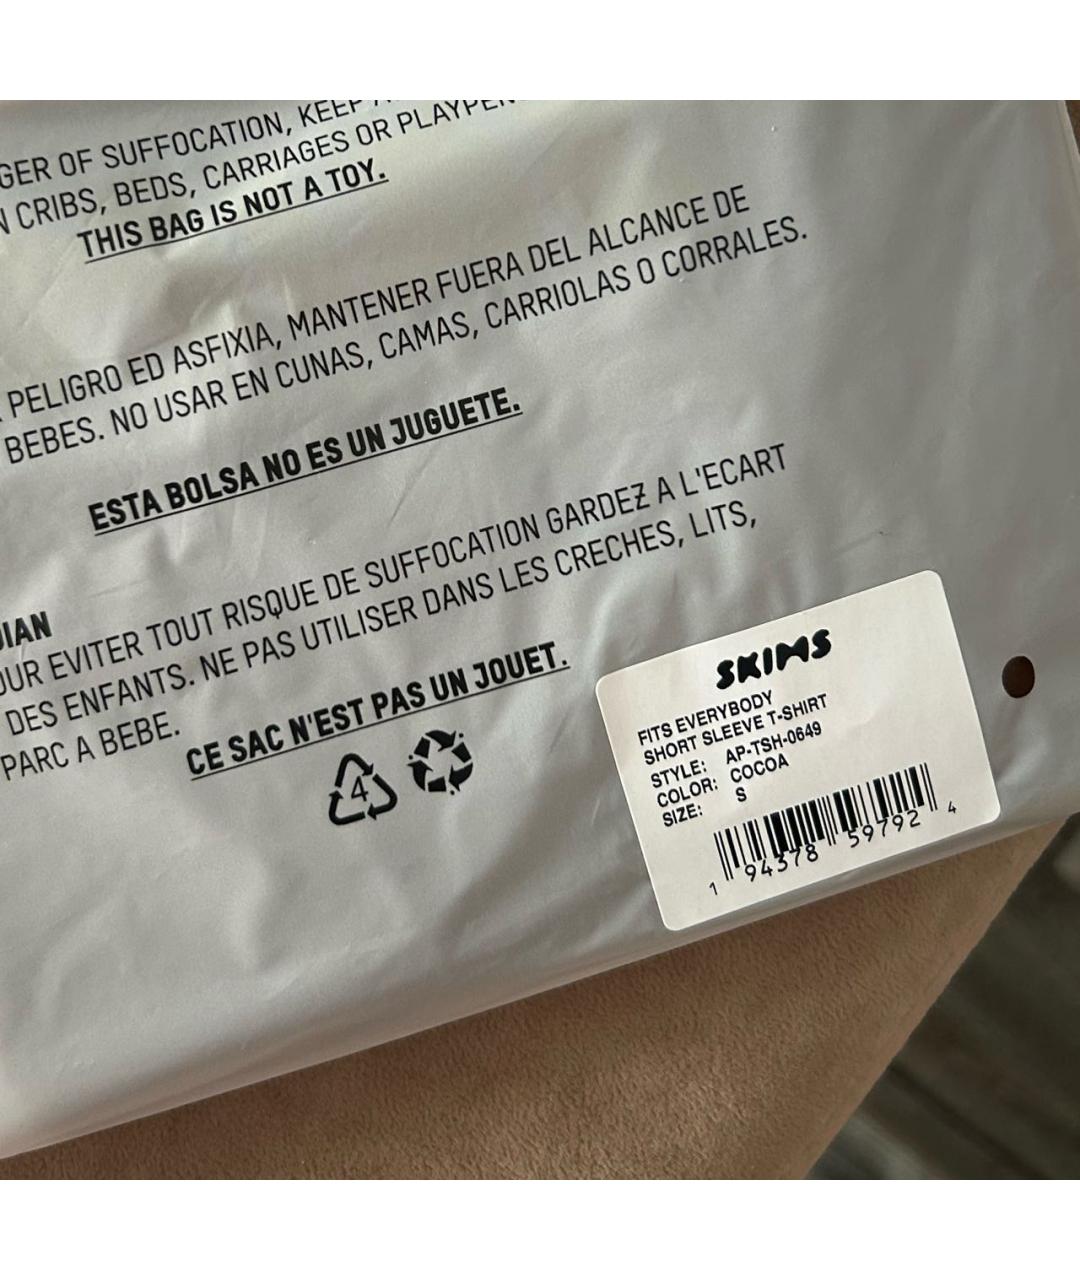 GER OF SUFFOCATION, KEEP
CRIBS, BEDS, CARRIAGES OR
THIS BAG IS NOT A TOY.
PELIGRO ED ASFIXIA, MANTENER FUERA DEL ALCANCE DE
BEBES. NO USAR EN CUNAS, CAMAS, CARRIOLAS O CORRALES.
ESTA BOLSA NO ES UN JUGUETE.
IAN
UR EVITER TOUT RISQUE DE SUFFOCATION GARDEZ A L'ECART
DES ENFANTS. NE PAS UTILISER DANS LES CRECHES, LITS,
PARC A BEBE.
CE SAC N'EST PAS UN JOUET.
4
SKIMS
FITS EVERYBODY
SHORT SLEEVE T-SHIRT
STYLE: AP-TSH-0649
COLOR: COCOA
SIZE: S
1 94378 59792 4